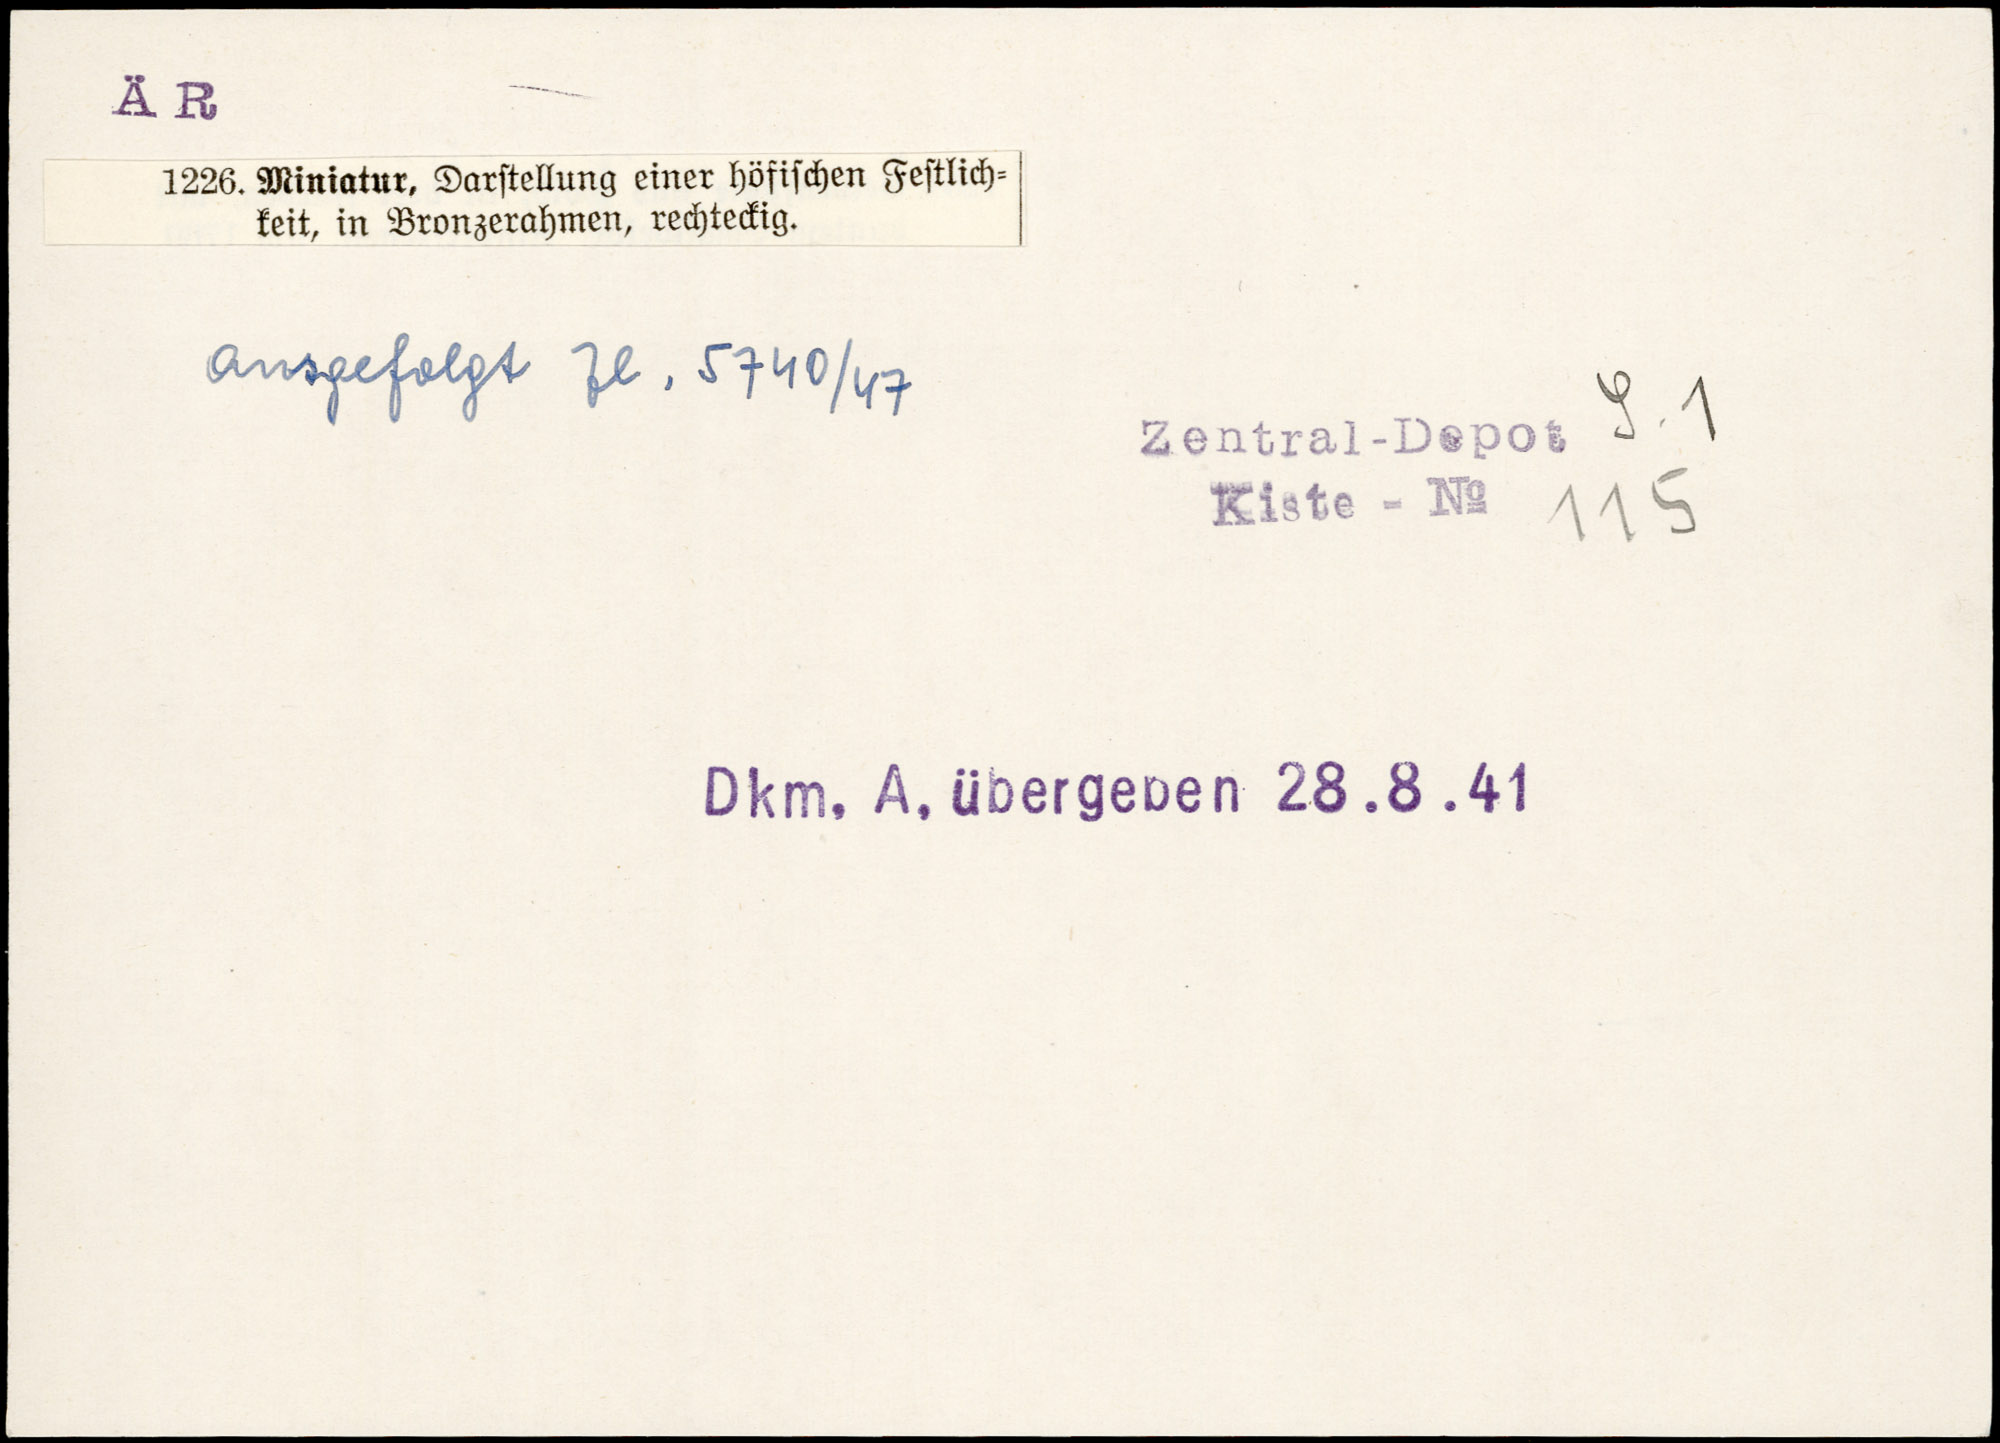 Ä R
1226. Miniatur, Darstellung einer höfischen Festlich-
keit, in Bronzerahmen, rechteckig.
ausgefolgt Zl. 5740/47
Zentral-Depot S.1
Kiste - № 115
Dkm. A. übergeben 28.8.41